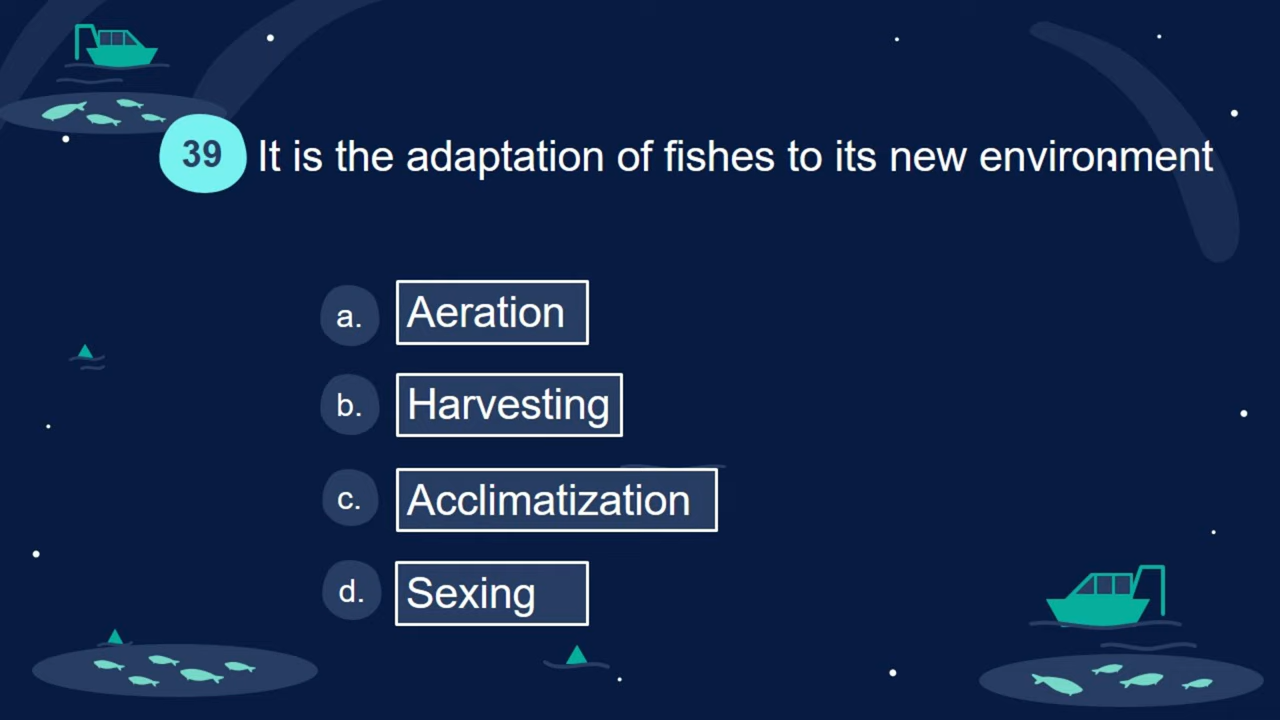 39 It is the adaptation of fishes to its new environment
a. Aeration
b. Harvesting
c. Acclimatization
d. Sexing